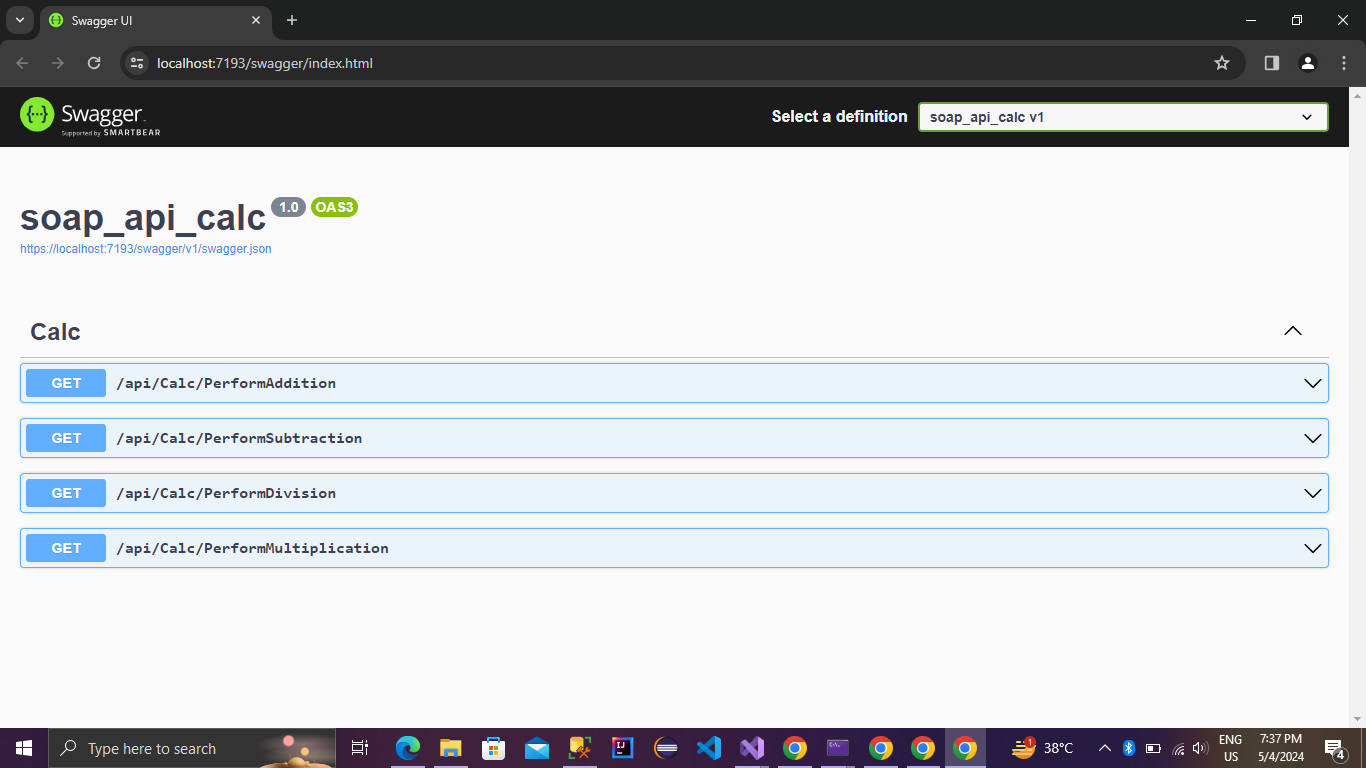 Swagger UI
localhost:7193/swagger/index.html
{...} Swagger.
Supported by SMARTBEAR
Select a definition
soap_api_calc v1
soap_api_calc 1.0 OAS3
https://localhost:7193/swagger/v1/swagger.json
Calc
GET /api/Calc/PerformAddition
GET /api/Calc/PerformSubtraction
GET /api/Calc/PerformDivision
GET /api/Calc/PerformMultiplication
Type here to search
IJ
1
38°C
ENG
US
7:37 PM
5/4/2024
4